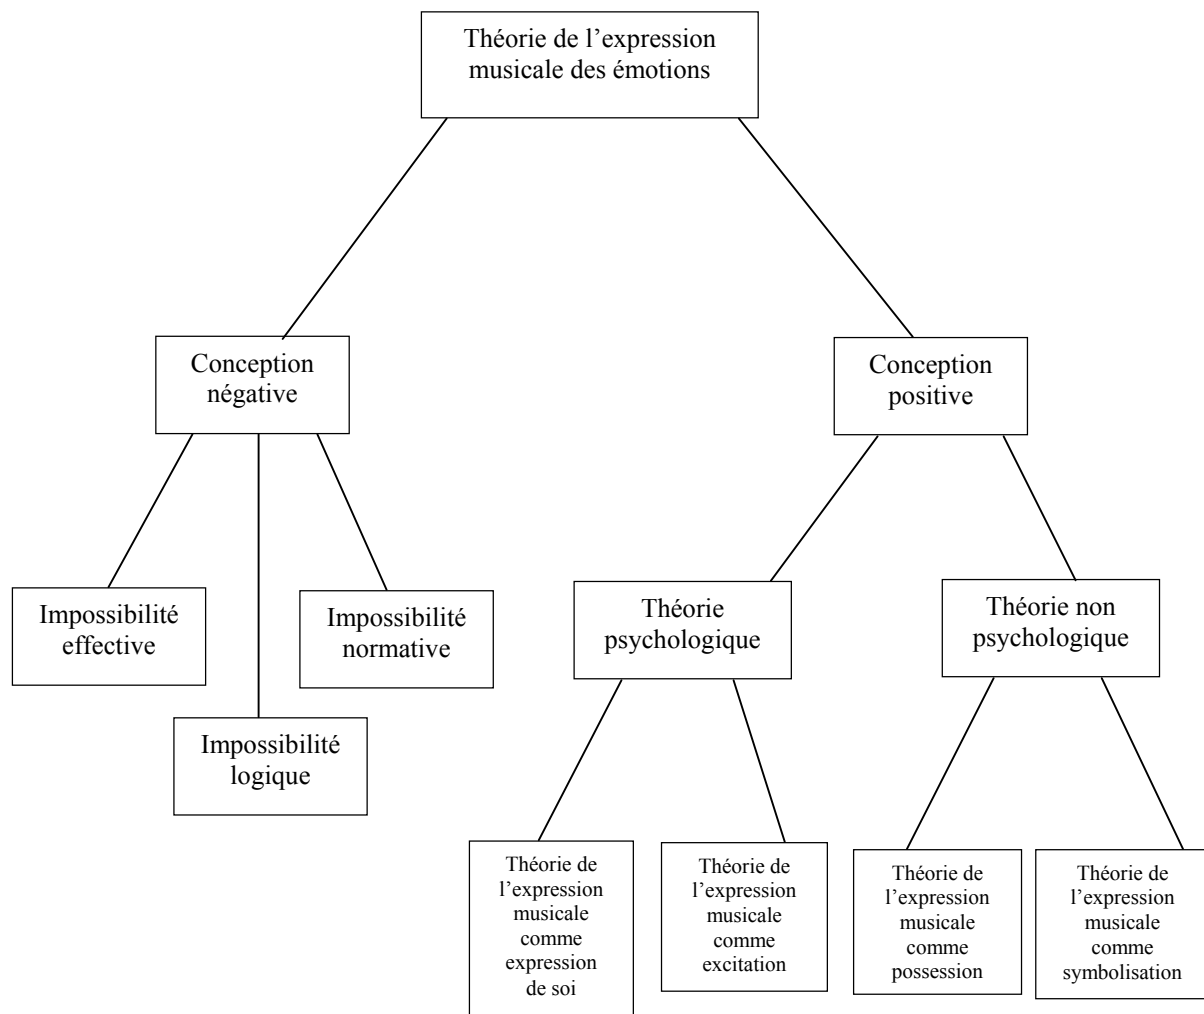 Théorie de l’expression
musicale des émotions
Conception
négative
Conception
positive
Impossibilité
effective
Impossibilité
logique
Impossibilité
normative
Théorie
psychologique
Théorie non
psychologique
Théorie de
l’expression
musicale
comme
expression
de soi
Théorie de
l’expression
musicale
comme
excitation
Théorie de
l’expression
musicale
comme
possession
Théorie de
l’expression
musicale
comme
symbolisation